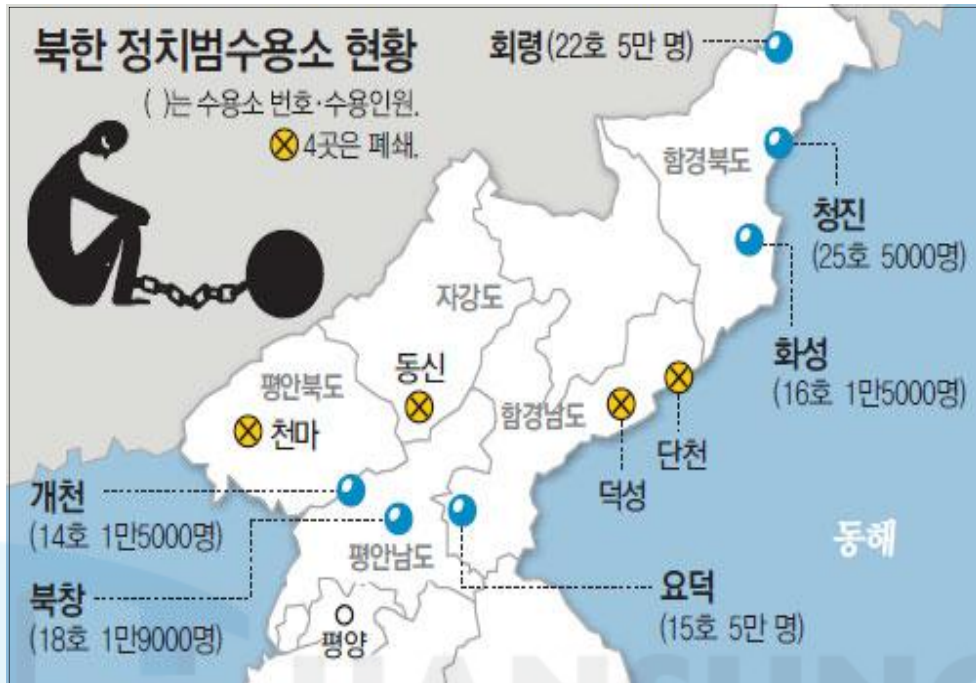 북한 정치범수용소 현황
( )는 수용소 번호·수용인원.
4곳은 폐쇄.
회령(22호 5만 명)
함경북도
청진
(25호 5000명)
화성
(16호 1만5000명)
자강도
동신
평안북도
천마
함경남도
단천
덕성
개천
(14호 1만5000명)
평안남도
동해
북창
(18호 1만9000명)
요덕
(15호 5만 명)
평양
HANSUNG